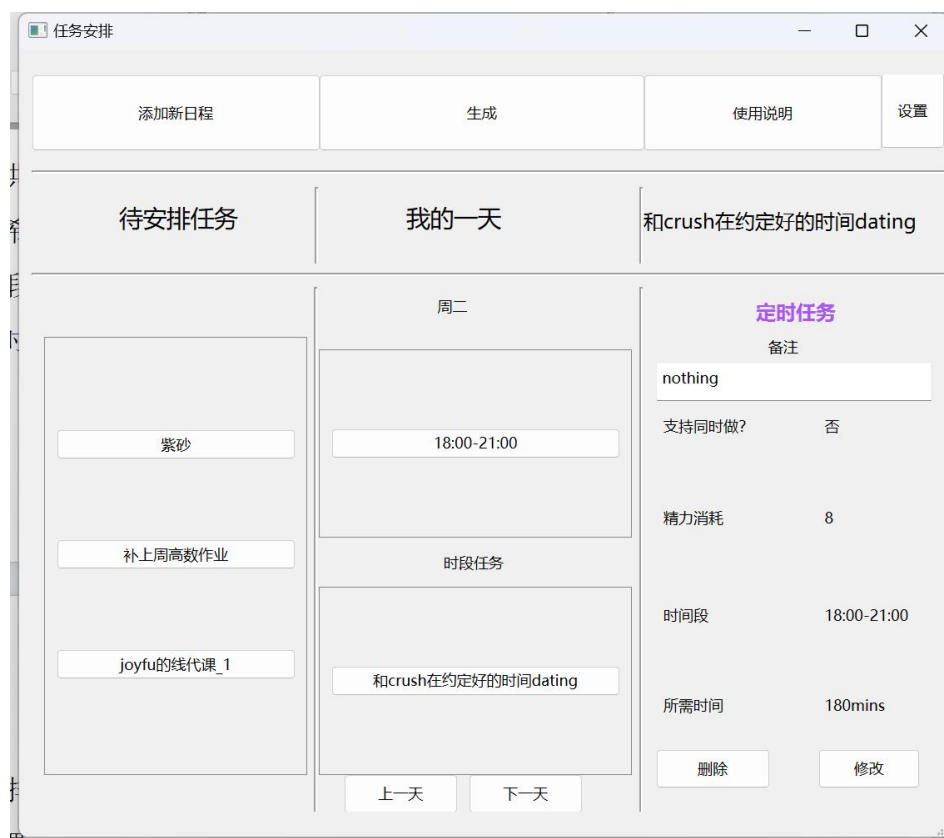 任务安排
添加新日程
生成
使用说明
设置
待安排任务
我的一天
和crush在约定好的时间dating
紫砂
补上周高数作业
joyfu的线代课_1
周二
18:00-21:00
时段任务
和crush在约定好的时间dating
上一天
下一天
定时任务
备注
nothing
支持同时做? 否
精力消耗 8
时间段 18:00-21:00
所需时间 180mins
删除
修改